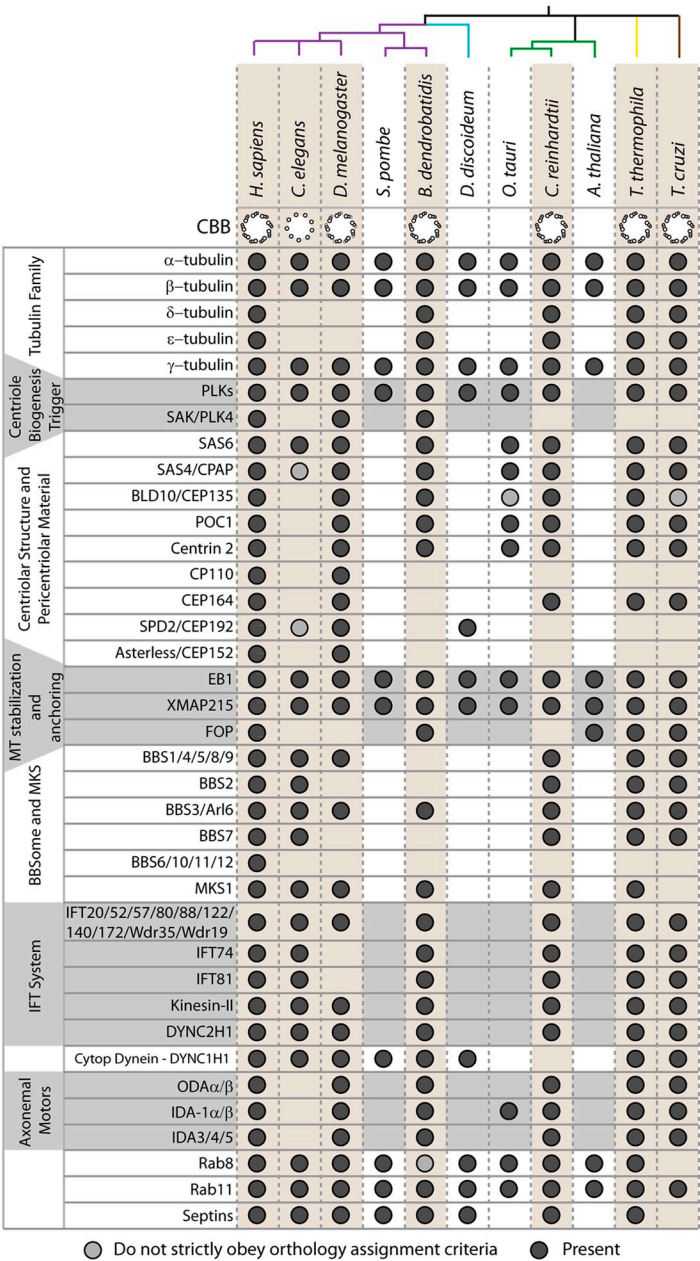 H. sapiens
C. elegans
D. melanogaster
S. pombe
B. dendrobatidis
D. discoideum
O. tauri
C. reinhardtii
A. thaliana
T. thermophila
T. cruzi
CBB
Tubulin Family
α-tubulin
β-tubulin
δ-tubulin
ε-tubulin
γ-tubulin
Centriole
Biogenesis
Trigger
PLKs
SAK/PLK4
SAS6
Centriolar Structure and
Pericentriolar Material
SAS4/CPAP
BLD10/CEP135
POC1
Centrin 2
CP110
CEP164
SPD2/CEP192
Asterless/CEP152
MT stabilization
and
anchoring
EB1
XMAP215
FOP
BBSome and MKS
BBS1/4/5/8/9
BBS2
BBS3/Arl6
BBS7
BBS6/10/11/12
MKS1
IFT System
IFT20/52/57/80/88/122/
140/172/Wdr35/Wdr19
IFT74
IFT81
Kinesin-II
DYNC2H1
Cytop Dynein - DYNC1H1
Axonemal
Motors
ODAα/β
IDA-1α/β
IDA3/4/5
Rab8
Rab11
Septins
Do not strictly obey orthology assignment criteria
Present